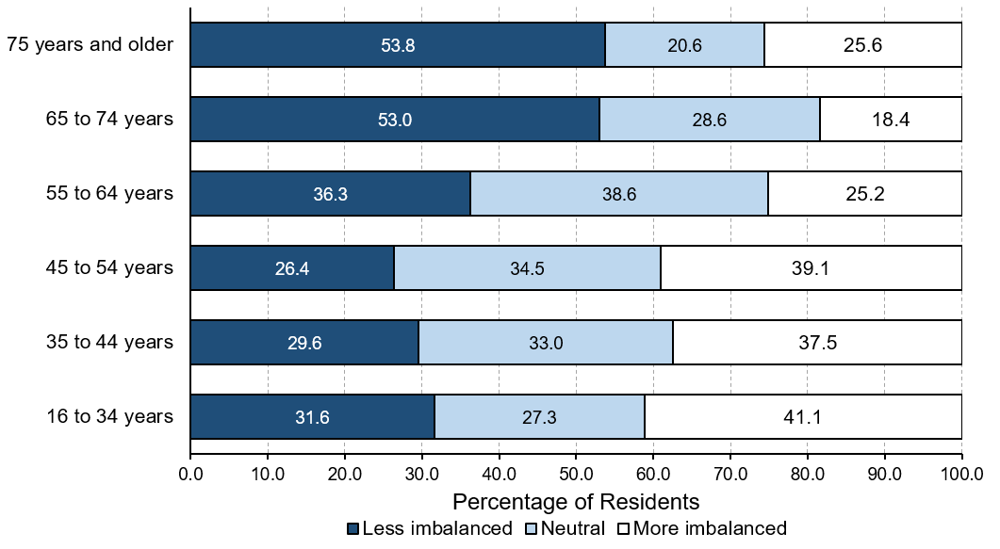 75 years and older 53.8 20.6 25.6
65 to 74 years 53.0 28.6 18.4
55 to 64 years 36.3 38.6 25.2
45 to 54 years 26.4 34.5 39.1
35 to 44 years 29.6 33.0 37.5
16 to 34 years 31.6 27.3 41.1
0.0 10.0 20.0 30.0 40.0 50.0 60.0 70.0 80.0 90.0 100.0
Percentage of Residents
Less imbalanced Neutral More imbalanced